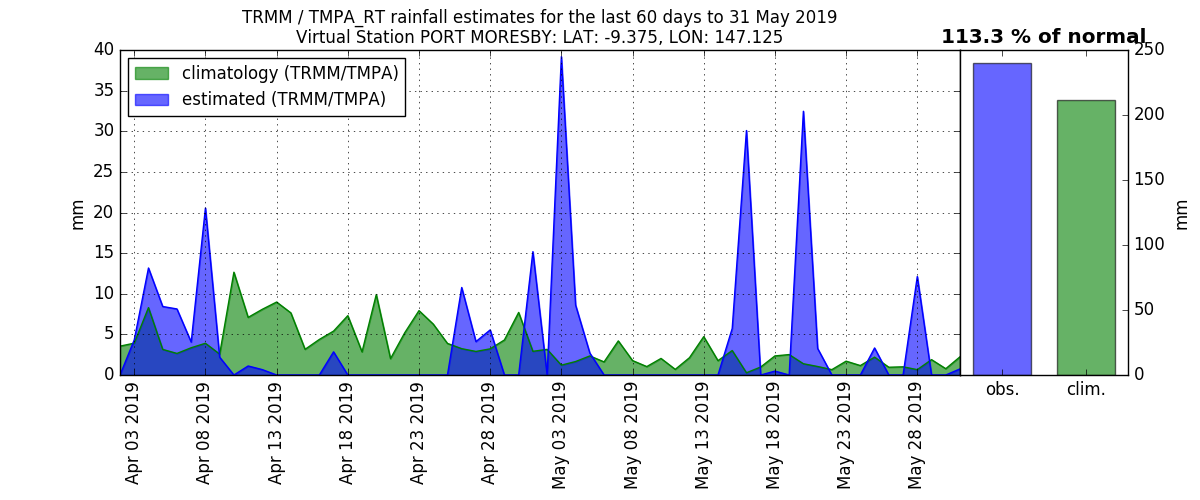 TRMM / TMPA_RT rainfall estimates for the last 60 days to 31 May 2019
Virtual Station PORT MORESBY: LAT: -9.375, LON: 147.125
113.3 % of normal
climatology (TRMM/TMPA)
estimated (TRMM/TMPA)
mm
40
35
30
25
20
15
10
5
0
Apr 03 2019
Apr 08 2019
Apr 13 2019
Apr 18 2019
Apr 23 2019
Apr 28 2019
May 03 2019
May 08 2019
May 13 2019
May 18 2019
May 23 2019
May 28 2019
obs.
clim.
250
200
150
100
50
0
mm